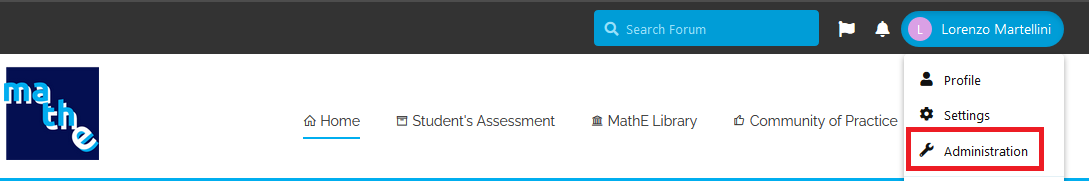 Search Forum
L
Lorenzo Martellini
mathe
Home
Student's Assessment
MathE Library
Community of Practice
Profile
Settings
Administration